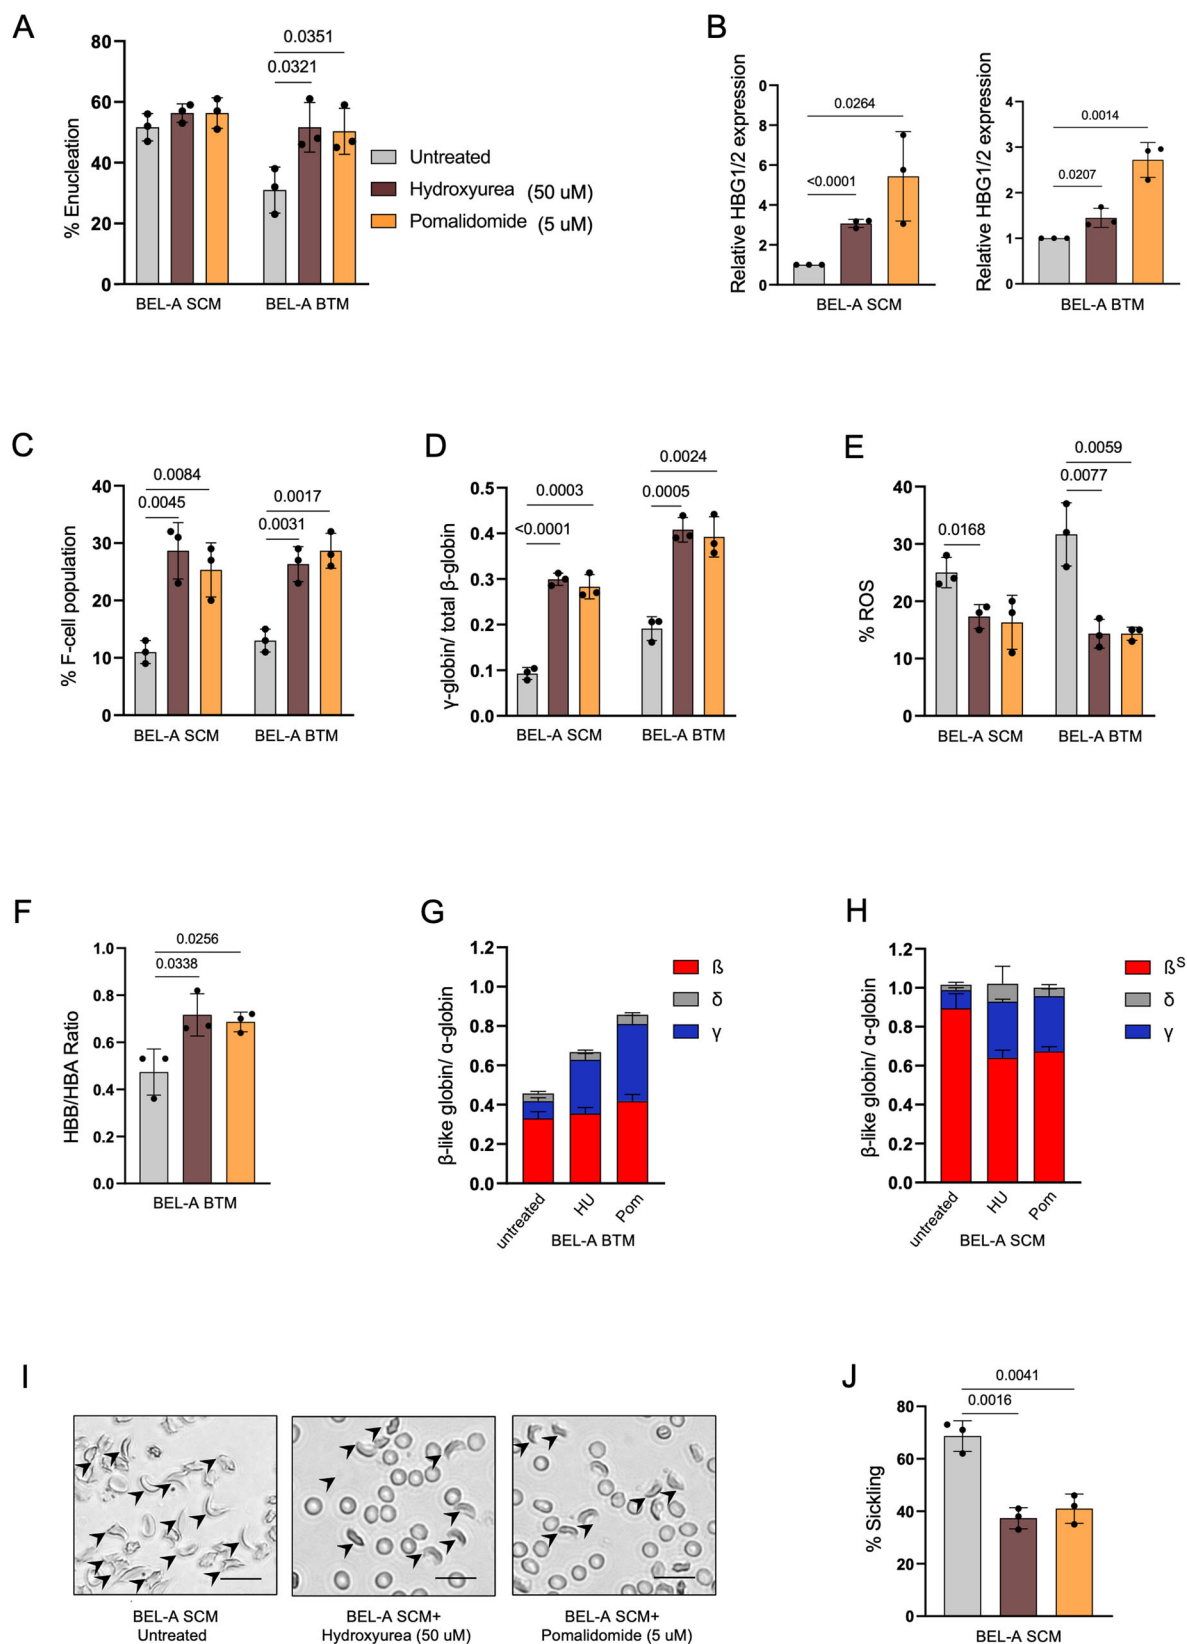 A
80
60
40
20
0
% Enucleation
0.0351
0.0321
BEL-A SCM
BEL-A BTM
Untreated
Hydroxyurea (50 uM)
Pomalidomide (5 uM)
B
0
8
6
4
2
0
Relative HBG1/2 expression
0.0264
<0.0001
BEL-A SCM
4
3
2
1
0
Relative HBG1/2 expression
0.0014
0.0207
BEL-A BTM
C
40
30
20
10
0
% F-cell population
0.0084
0.0045
0.0017
0.0031
BEL-A SCM
BEL-A BTM
D
0.5
0.4
0.3
0.2
0.1
0.0
γ-globin/ total β-globin
0.0003
<0.0001
0.0024
0.0005
BEL-A SCM
BEL-A BTM
E
40
30
20
10
0
% ROS
0.0168
0.0059
0.0077
BEL-A SCM
BEL-A BTM
F
1.0
0.8
0.6
0.4
0.2
0.0
HBB/HBA Ratio
0.0256
0.0338
BEL-A BTM
G
1.2
1.0
0.8
0.6
0.4
0.2
0.0
β-like globin/ α-globin
untreated
HU
Pom
BEL-A BTM
ß
δ
γ
H
1.2
1.0
0.8
0.6
0.4
0.2
0.0
β-like globin/ α-globin
untreated
HU
Pom
BEL-A SCM
ßS
δ
γ
I
BEL-A SCM
Untreated
BEL-A SCM+
Hydroxyurea (50 uM)
BEL-A SCM+
Pomalidomide (5 uM)
J
80
60
40
20
0
% Sickling
0.0041
0.0016
BEL-A SCM